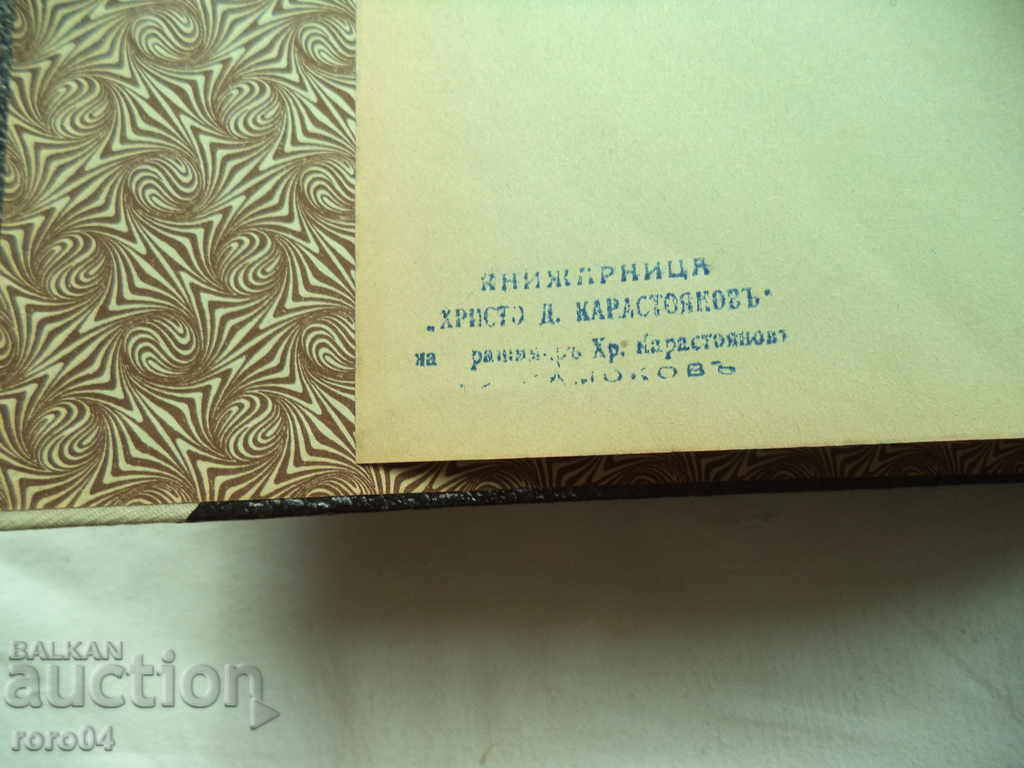 КНИЖАРНИЦА
„ХРИСТО Д. КАРАСТОЯНОВЪ"
на Хр. Карастояновъ
BALKAN
auction
roro04